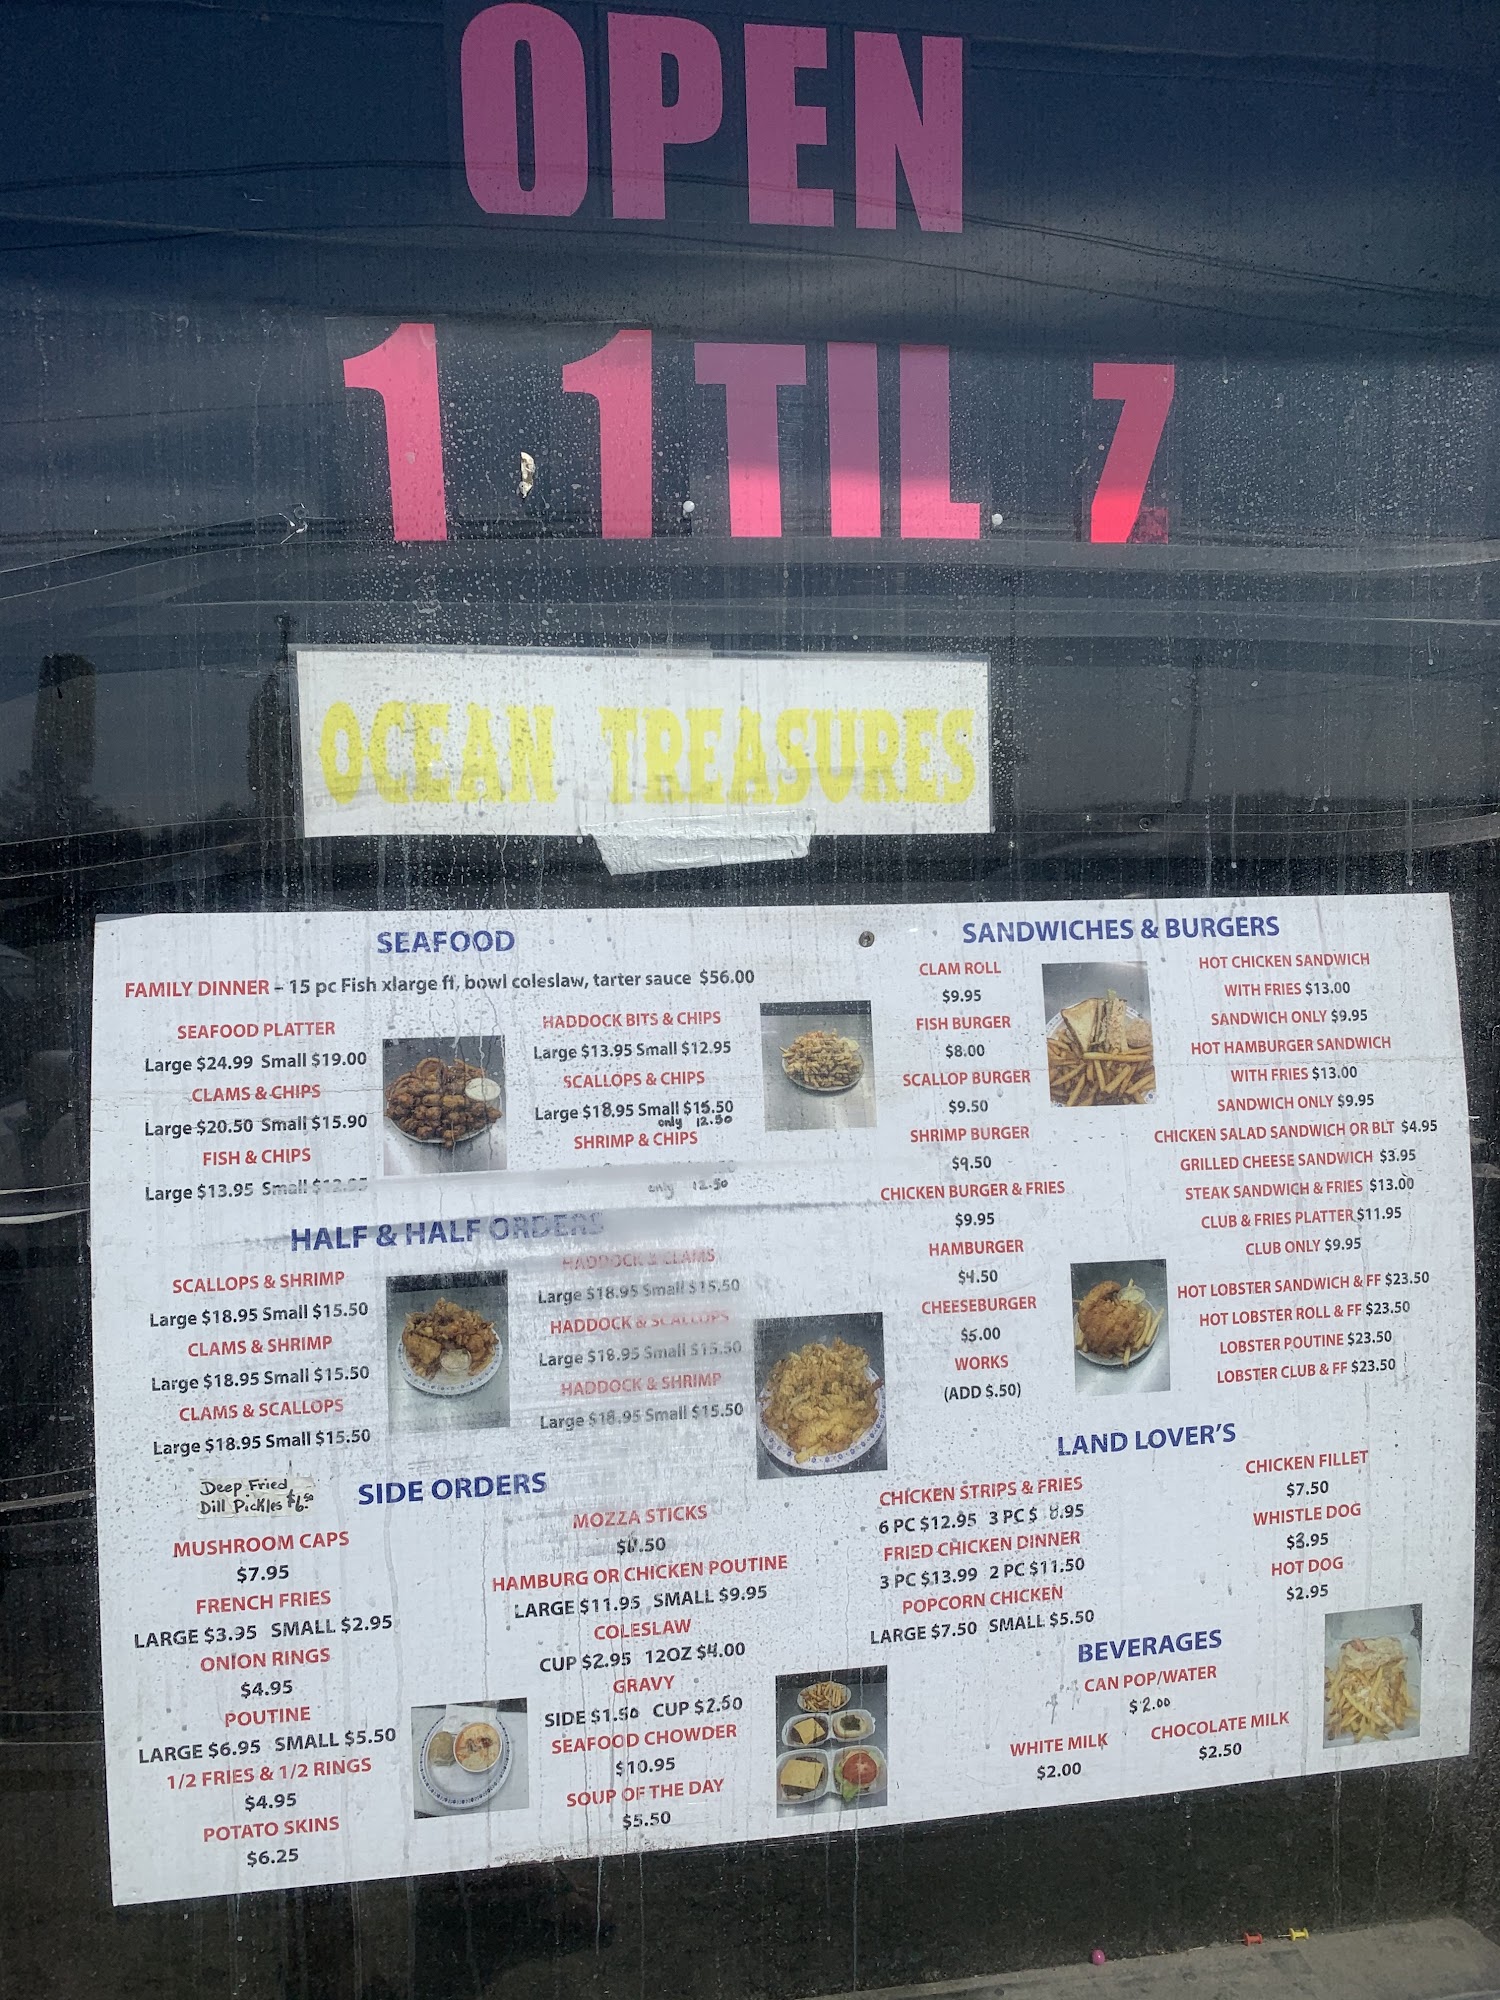 OPEN
11 TIL 7
OCEAN TREASURES
SEAFOOD
FAMILY DINNER – 15 pc Fish xlarge ff, bowl coleslaw, tarter sauce $56.00
SEAFOOD PLATTER
Large $24.99 Small $19.00
CLAMS & CHIPS
Large $20.50 Small $15.90
FISH & CHIPS
Large $13.95 Small $12.95
HADDOCK BITS & CHIPS
Large $13.95 Small $12.95
SCALLOPS & CHIPS
Large $18.95 Small $15.50
only 12.50
SHRIMP & CHIPS
only 12.50
HALF & HALF ORDERS
SCALLOPS & SHRIMP
Large $18.95 Small $15.50
CLAMS & SHRIMP
Large $18.95 Small $15.50
CLAMS & SCALLOPS
Large $18.95 Small $15.50
HADDOCK & CLAMS
Large $18.95 Small $15.50
HADDOCK & SCALLOPS
Large $18.95 Small $15.50
HADDOCK & SHRIMP
Large $18.95 Small $15.50
Deep Fried
Dill Pickles $6.50
SIDE ORDERS
MUSHROOM CAPS
$7.95
FRENCH FRIES
LARGE $3.95 SMALL $2.95
ONION RINGS
$4.95
POUTINE
LARGE $6.95 SMALL $5.50
1/2 FRIES & 1/2 RINGS
$4.95
POTATO SKINS
$6.25
MOZZA STICKS
HAMBURG OR CHICKEN POUTINE
LARGE $11.95 SMALL $9.95
COLESLAW
CUP $2.95 12OZ $4.00
GRAVY
SIDE $1.50 CUP $2.50
SEAFOOD CHOWDER
$10.95
SOUP OF THE DAY
$5.50
SANDWICHES & BURGERS
CLAM ROLL
$9.95
FISH BURGER
$8.00
SCALLOP BURGER
$9.50
SHRIMP BURGER
$9.50
CHICKEN BURGER & FRIES
$9.95
HAMBURGER
$4.50
CHEESEBURGER
$5.00
WORKS
(ADD $.50)
HOT CHICKEN SANDWICH
WITH FRIES $13.00
SANDWICH ONLY $9.95
HOT HAMBURGER SANDWICH
WITH FRIES $13.00
SANDWICH ONLY $9.95
CHICKEN SALAD SANDWICH OR BLT $4.95
GRILLED CHEESE SANDWICH $3.95
STEAK SANDWICH & FRIES $13.00
CLUB & FRIES PLATTER $11.95
CLUB ONLY $9.95
HOT LOBSTER SANDWICH & FF $23.50
HOT LOBSTER ROLL & FF $23.50
LOBSTER POUTINE $23.50
LOBSTER CLUB & FF $23.50
LAND LOVER'S
CHICKEN STRIPS & FRIES
6 PC $12.95 3 PC $ 8.95
FRIED CHICKEN DINNER
3 PC $13.99 2 PC $11.50
POPCORN CHICKEN
LARGE $7.50 SMALL $5.50
CHICKEN FILLET
$7.50
WHISTLE DOG
$3.95
HOT DOG
$2.95
BEVERAGES
CAN POP/WATER
$2.00
WHITE MILK
$2.00
CHOCOLATE MILK
$2.50